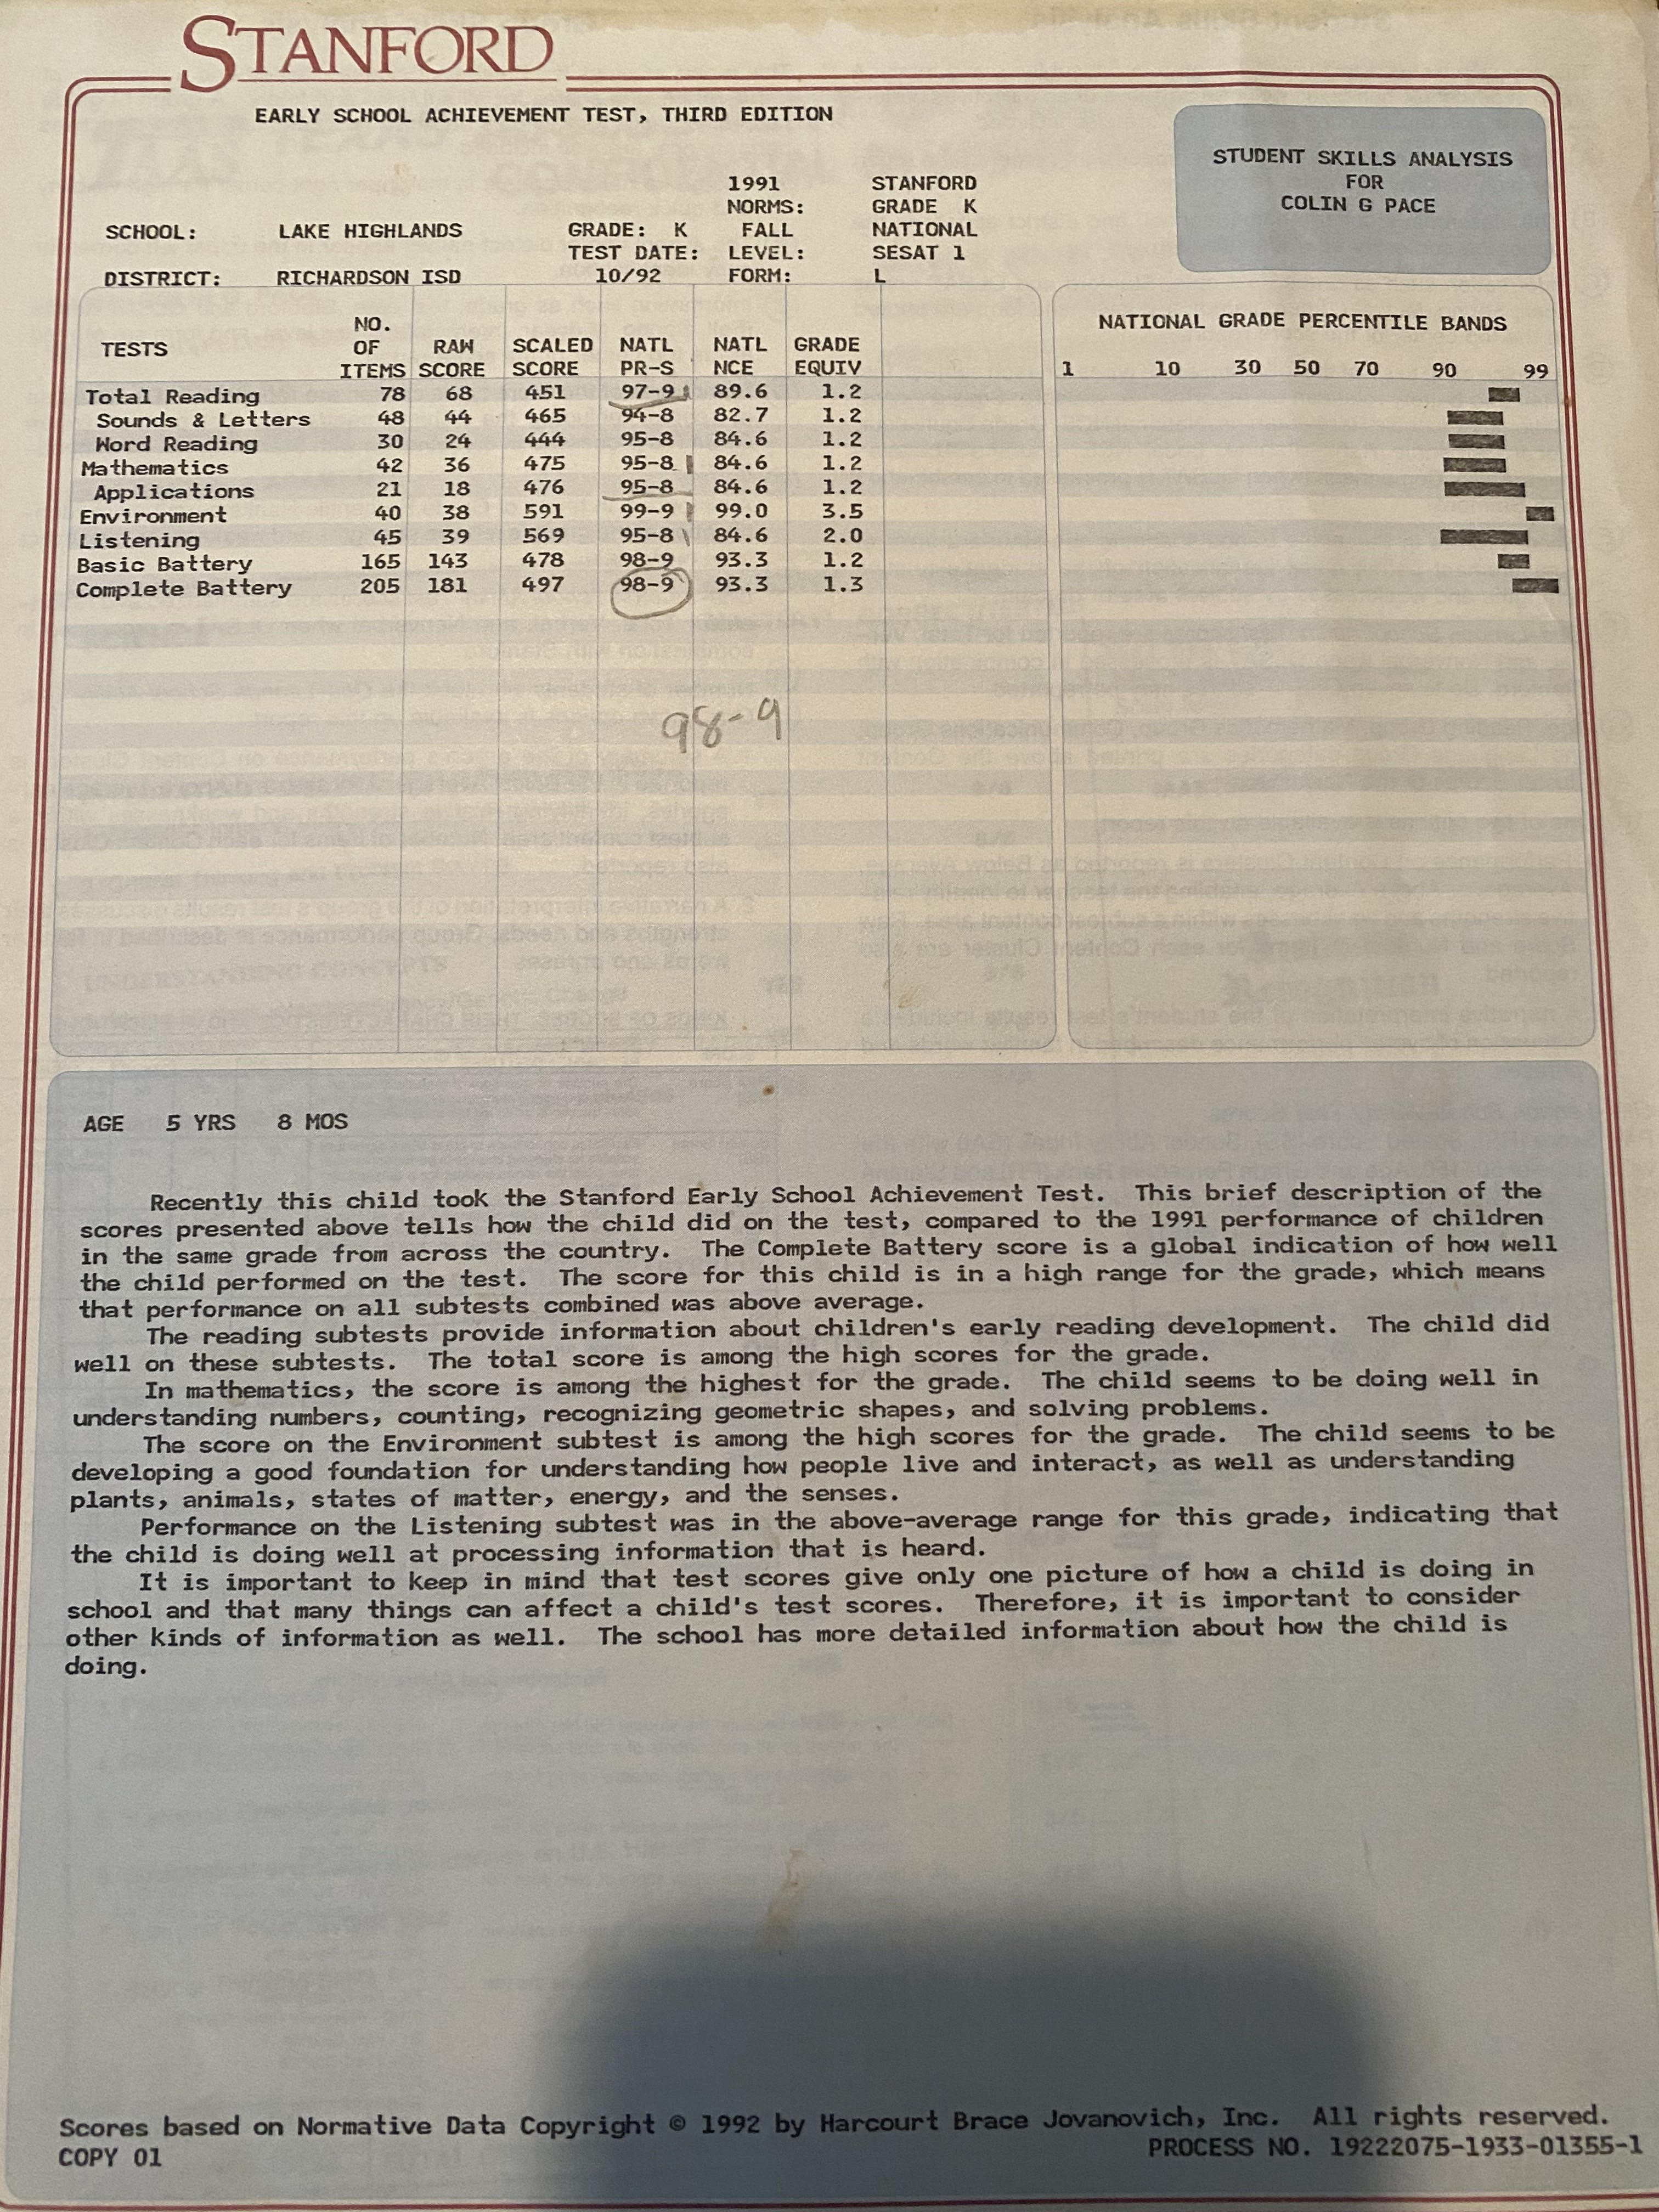 STANFORD
EARLY SCHOOL ACHIEVEMENT TEST, THIRD EDITION
STUDENT SKILLS ANALYSIS
FOR
COLIN G PACE
1991 STANFORD
NORMS: GRADE K
SCHOOL: LAKE HIGHLANDS GRADE: K FALL NATIONAL
TEST DATE: LEVEL: SESAT 1
DISTRICT: RICHARDSON ISD 10/92 FORM: L
NO.
TESTS OF RAW SCALED NATL NATL GRADE
ITEMS SCORE SCORE PR-S NCE EQUIV
NATIONAL GRADE PERCENTILE BANDS
1 10 30 50 70 90 99
Total Reading 78 68 451 97-9 89.6 1.2
Sounds & Letters 48 44 465 94-8 82.7 1.2
Word Reading 30 24 444 95-8 84.6 1.2
Mathematics 42 36 475 95-8 84.6 1.2
Applications 21 18 476 95-8 84.6 1.2
Environment 40 38 591 99-9 99.0 3.5
Listening 45 39 569 95-8 84.6 2.0
Basic Battery 165 143 478 98-9 93.3 1.2
Complete Battery 205 181 497 98-9 93.3 1.3
98-9
AGE 5 YRS 8 MOS
Recently this child took the Stanford Early School Achievement Test. This brief description of the
scores presented above tells how the child did on the test, compared to the 1991 performance of children
in the same grade from across the country. The Complete Battery score is a global indication of how well
the child performed on the test. The score for this child is in a high range for the grade, which means
that performance on all subtests combined was above average.
The reading subtests provide information about children's early reading development. The child did
well on these subtests. The total score is among the high scores for the grade.
In mathematics, the score is among the highest for the grade. The child seems to be doing well in
understanding numbers, counting, recognizing geometric shapes, and solving problems.
The score on the Environment subtest is among the high scores for the grade. The child seems to be
developing a good foundation for understanding how people live and interact, as well as understanding
plants, animals, states of matter, energy, and the senses.
Performance on the Listening subtest was in the above-average range for this grade, indicating that
the child is doing well at processing information that is heard.
It is important to keep in mind that test scores give only one picture of how a child is doing in
school and that many things can affect a child's test scores. Therefore, it is important to consider
other kinds of information as well. The school has more detailed information about how the child is
doing.
Scores based on Normative Data Copyright © 1992 by Harcourt Brace Jovanovich, Inc. All rights reserved.
COPY 01 PROCESS NO. 19222075-1933-01355-1